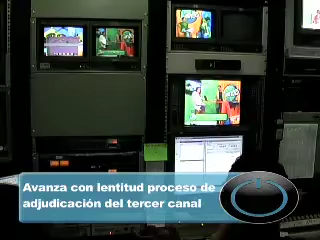 Avanza con lentitud proceso de
adjudicación del tercer canal